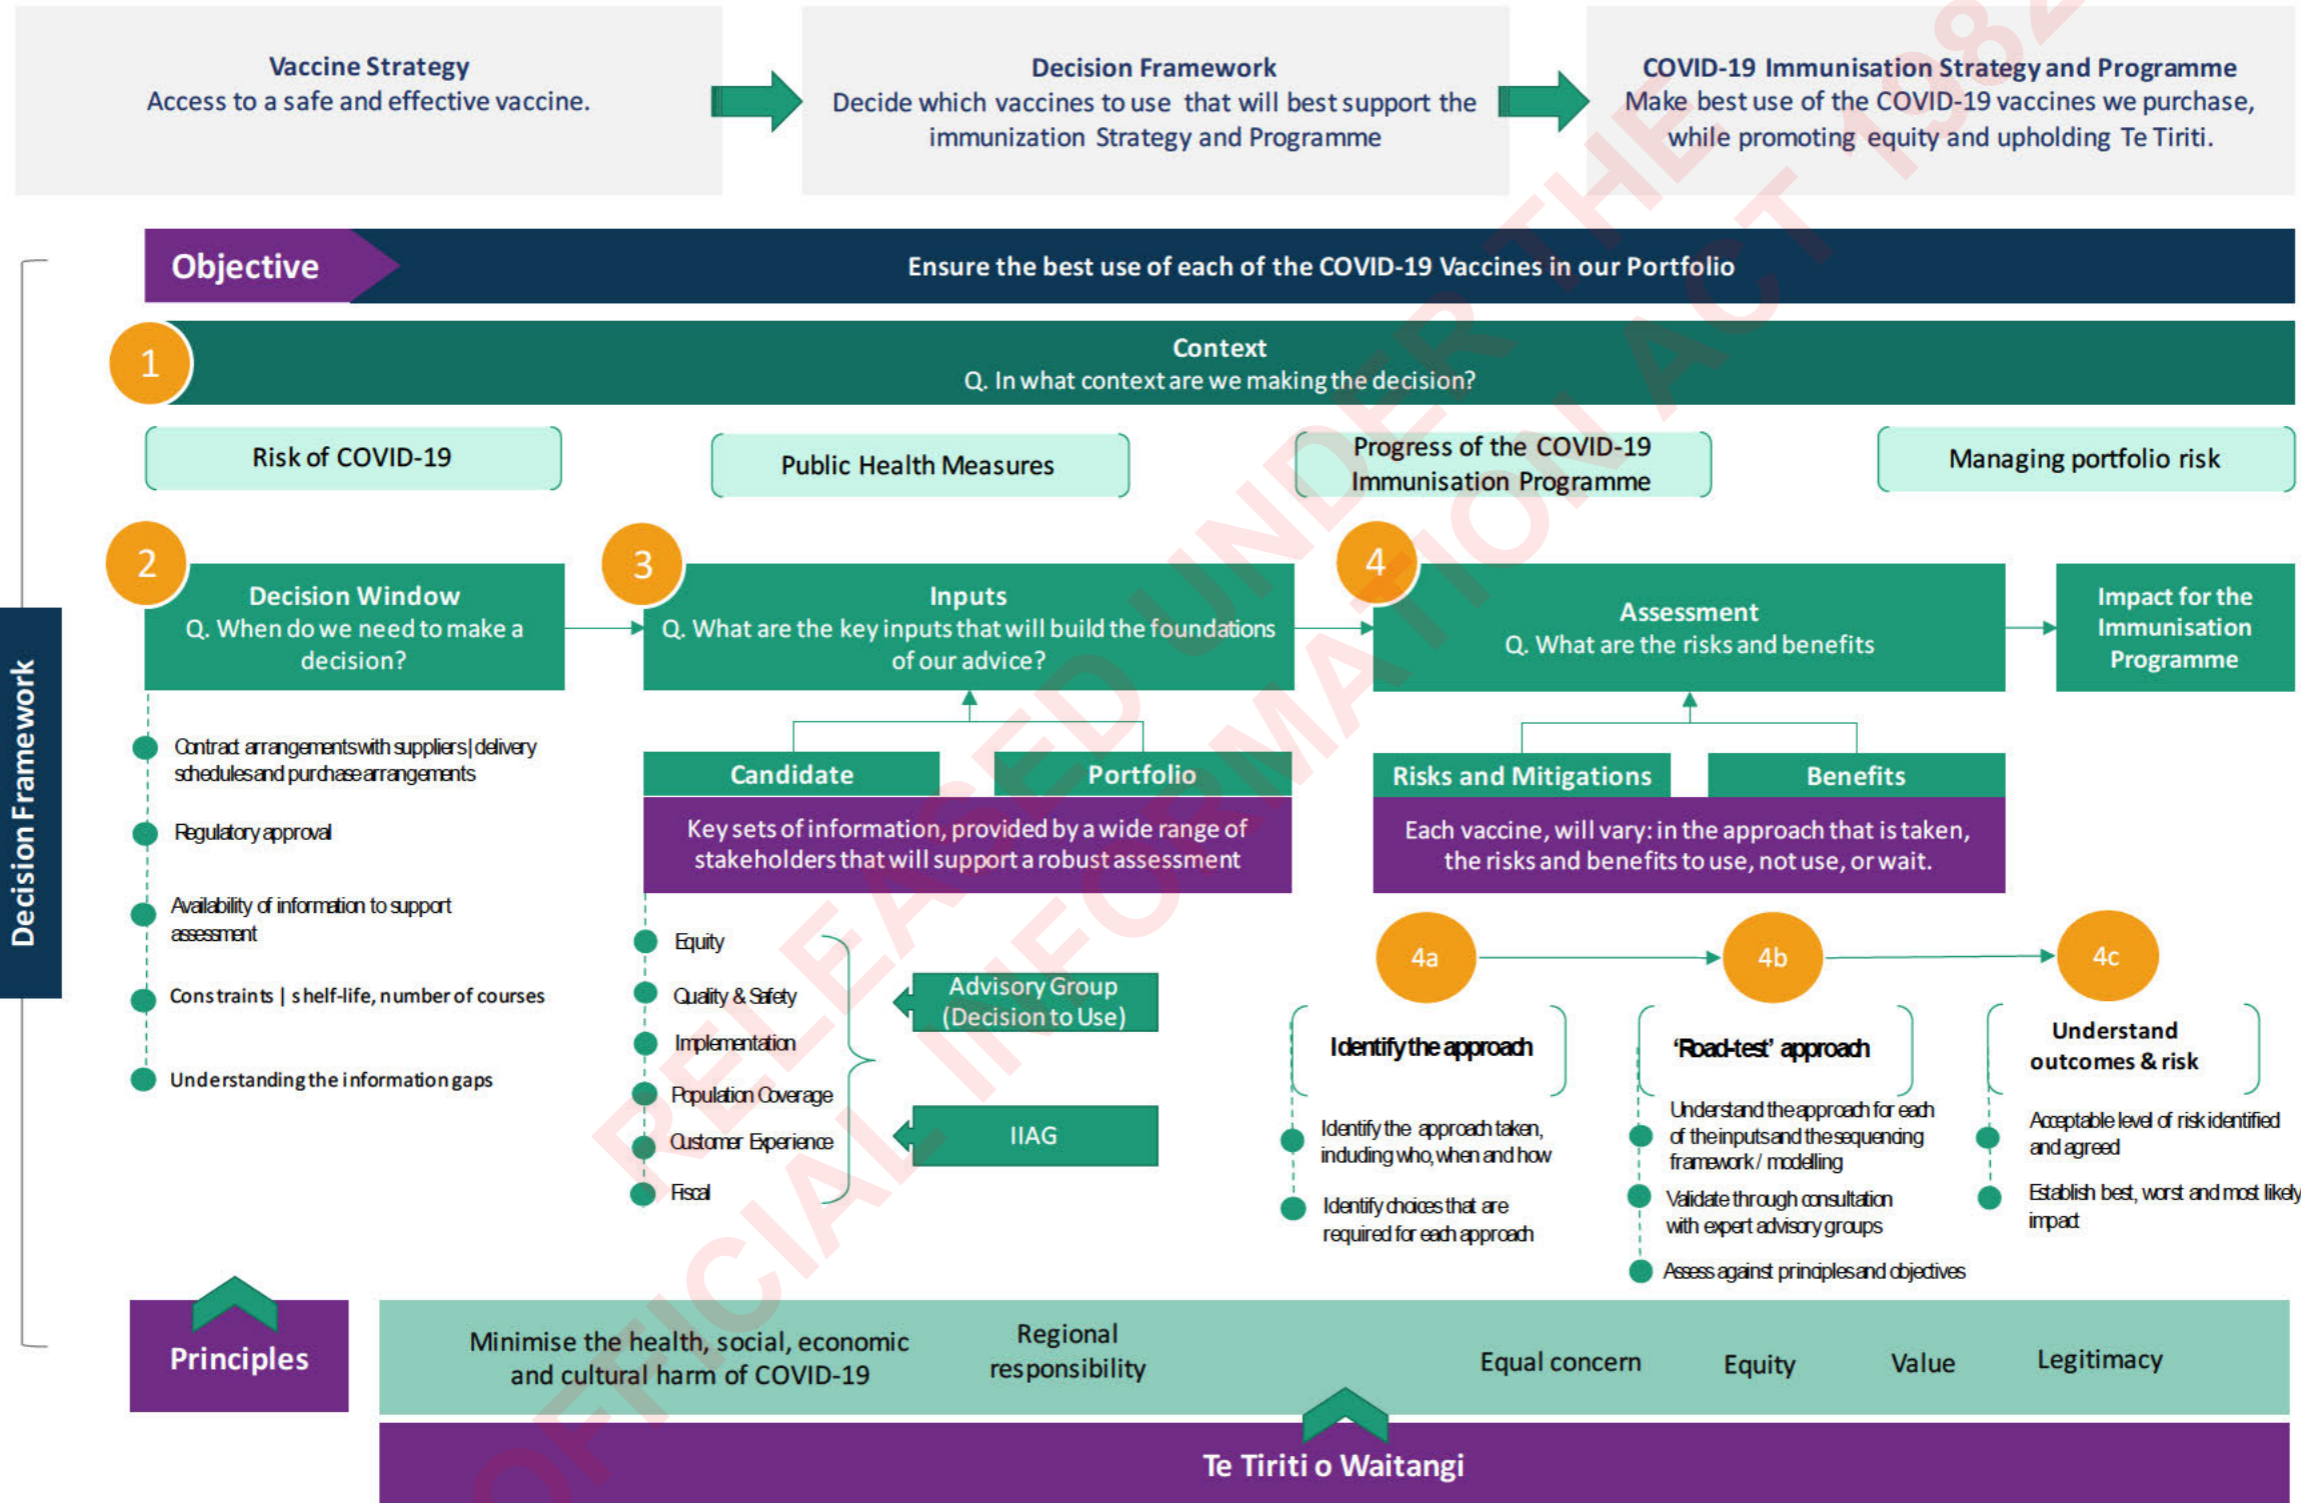 Vaccine Strategy
Access to a safe and effective vaccine.
Decision Framework
Decide which vaccines to use that will best support the
immunization Strategy and Programme
COVID-19 Immunisation Strategy and Programme
Make best use of the COVID-19 vaccines we purchase,
while promoting equity and upholding Te Tiriti.
Objective
Ensure the best use of each of the COVID-19 Vaccines in our Portfolio
1
Context
Q. In what context are we making the decision?
Risk of COVID-19
Public Health Measures
Progress of the COVID-19
Immunisation Programme
Managing portfolio risk
Decision Framework
2
Decision Window
Q. When do we need to make a
decision?
Contract arrangements with suppliers | delivery
schedules and purchase arrangements
Regulatory approval
Availability of information to support
assessment
Constraints | shelf-life, number of courses
Understanding the information gaps
3
Inputs
Q. What are the key inputs that will build the foundations
of our advice?
Candidate
Portfolio
Key sets of information, provided by a wide range of
stakeholders that will support a robust assessment
Equity
Quality & Safety
Implementation
Population Coverage
Customer Experience
Fiscal
Advisory Group
(Decision to Use)
IIAG
4
Assessment
Q. What are the risks and benefits
Impact for the
Immunisation
Programme
Risks and Mitigations
Benefits
Each vaccine, will vary: in the approach that is taken,
the risks and benefits to use, not use, or wait.
4a
Identify the approach
Identify the approach taken,
including who, when and how
Identify choices that are
required for each approach
4b
‘Road-test’ approach
Understand the approach for each
of the inputs and the sequencing
framework / modelling
Validate through consultation
with expert advisory groups
Assess against principles and objectives
4c
Understand
outcomes & risk
Acceptable level of risk identified
and agreed
Establish best, worst and most likely
impact
Principles
Minimise the health, social, economic
and cultural harm of COVID-19
Regional
responsibility
Equal concern
Equity
Value
Legitimacy
Te Tiriti o Waitangi
RELEASED UNDER THE
OFFICIAL INFORMATION ACT 1982